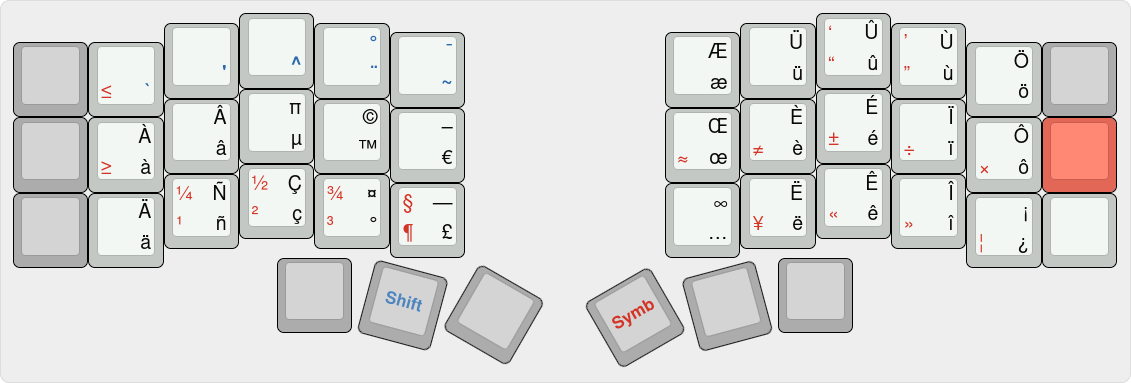 ≤ `
'
^
° ¨
¯ ~
Æ æ
Ü ü
‘ Û “ û
’ Ù ” ù
Ö ö
À ≥ à
Â â
π µ
© ™
– €
Œ ≈ œ
È ≠ è
É ± é
Ï ÷ ï
Ô × ô
Ä ä
¼ Ñ ¹ ñ
½ Ç ² ç
¾ ¤ ³ °
§ — ¶ £
∞ …
Ë ¥ ë
Ê « ê
Î » î
¡ ¦ ¿
Shift
Symb